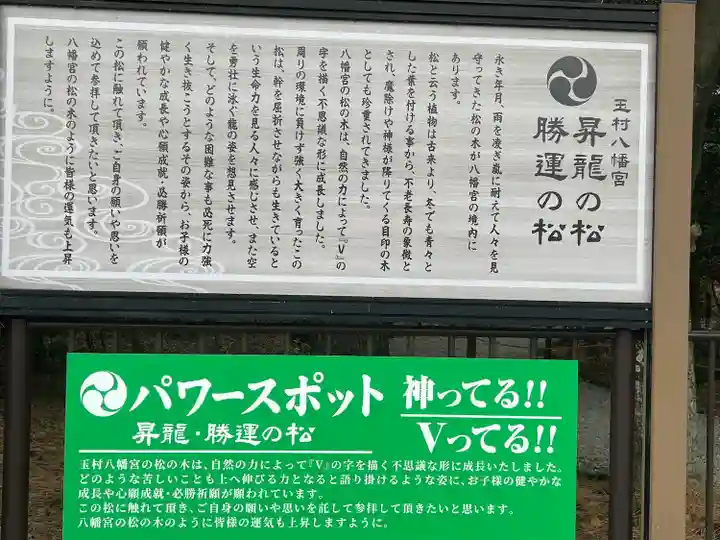 玉村八幡宮
昇龍の松
勝運の松
永き年月、雨を凌ぎ嵐に耐えて人々を見
守ってきた松の木が八幡宮の境内に
あります。
松と云う植物は古来より、冬でも青々と
した葉を付ける事から、不老長寿の象徴と
され、魔除けや神様が降りてくる目印の木
としても珍重されてきました。
八幡宮の松の木は、自然の力によって『V』の
字を描く不思議な形に成長しました。
周りの環境に負けず強く大きく育ったこの
松は、幹を屈折させながらも生きていると
いう生命力を見る人々に感じさせ、また空
を勇壮に泳ぐ龍の姿を想見させます。
そして、どのような困難な事も必死に力強
く生き抜こうとするその姿から、お子様の
健やかな成長や心願成就・必勝祈願が
願われています。
この松に触れて頂き、ご自身の願いや思いを
込めて参拝して頂きたいと思います。
八幡宮の松の木のように皆様の運気も上昇
しますように。
パワースポット
昇龍・勝運の松
神ってる!!
Vってる!!
玉村八幡宮の松の木は、自然の力によって『V』の字を描く不思議な形に成長いたしました。
どのような苦しいことも上へ伸びる力となると語り掛けるような姿に、お子様の健やかな
成長や心願成就・必勝祈願が願われています。
この松に触れて頂き、ご自身の願いや思いを託して参拝して頂きたいと思います。
八幡宮の松の木のように皆様の運気も上昇しますように。